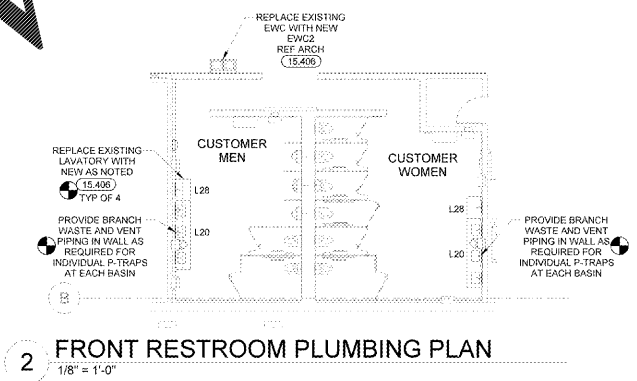 REPLACE EXISTING
EWC WITH NEW
EWC2
REF ARCH
15.406
CUSTOMER
MEN
CUSTOMER
WOMEN
REPLACE EXISTING
LAVATORY WITH
NEW AS NOTED
15.406
TYP OF 4
L28
L20
L28
L20
PROVIDE BRANCH
WASTE AND VENT
PIPING IN WALL AS
REQUIRED FOR
INDIVIDUAL P-TRAPS
AT EACH BASIN
PROVIDE BRANCH
WASTE AND VENT
PIPING IN WALL AS
REQUIRED FOR
INDIVIDUAL P-TRAPS
AT EACH BASIN
B
2 FRONT RESTROOM PLUMBING PLAN
1/8" = 1'-0"